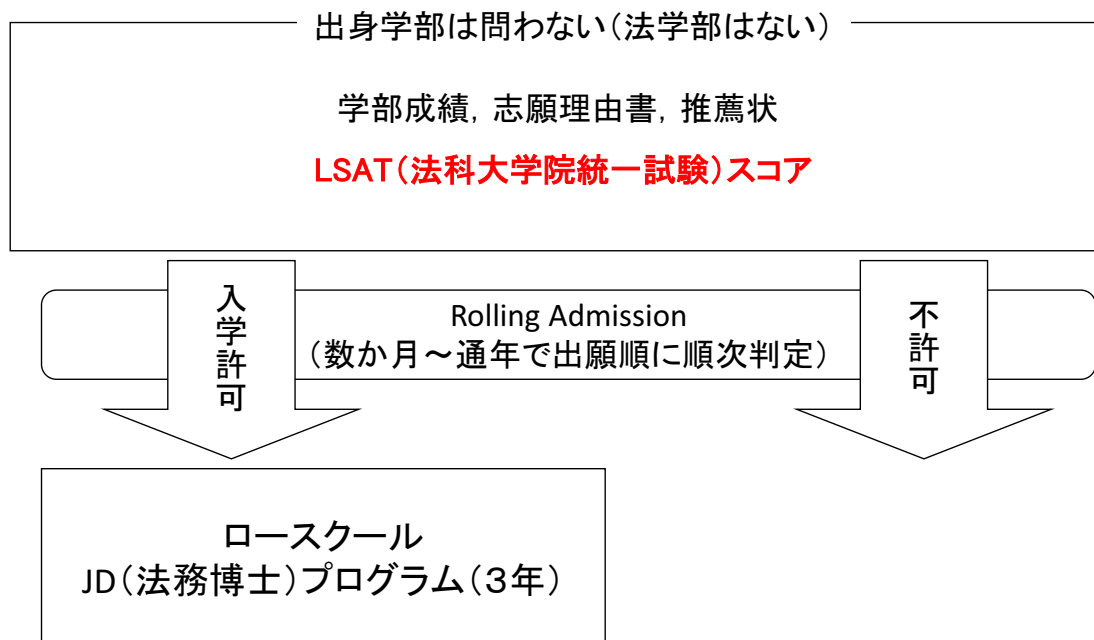 出身学部は問わない(法学部はない)
学部成績, 志願理由書, 推薦状
LSAT(法科大学院統一試験)スコア
入学許可
Rolling Admission
(数か月～通年で出願順に順次判定)
不許可
ロースクール
JD(法務博士)プログラム(3年)